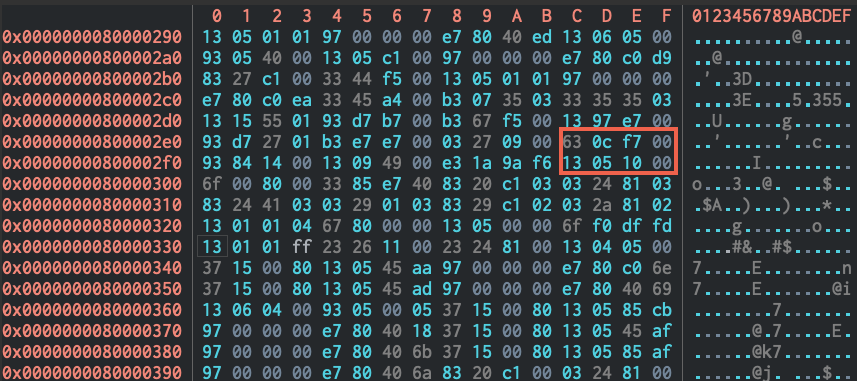 0 1 2 3 4 5 6 7 8 9 A B C D E F 0123456789ABCDEF
0x0000000080000290 13 05 01 01 97 00 00 00 e7 80 40 ed 13 06 05 00 ..........@.....
0x00000000800002a0 93 05 40 00 13 05 c1 00 97 00 00 00 e7 80 c0 d9 ..@.............
0x00000000800002b0 83 27 c1 00 33 44 f5 00 13 05 01 01 97 00 00 00 .'..3D..........
0x00000000800002c0 e7 80 c0 ea 33 45 a4 00 b3 07 35 03 33 35 35 03 ....3E....5.355.
0x00000000800002d0 13 15 55 01 93 d7 b7 00 b3 67 f5 00 13 97 e7 00 ..U......g......
0x00000000800002e0 93 d7 27 01 b3 e7 e7 00 03 27 09 00 63 0c f7 00 ..'......'..c...
0x00000000800002f0 93 84 14 00 13 09 49 00 e3 1a 9a f6 13 05 10 00 ......I.........
0x0000000080000300 6f 00 80 00 33 85 e7 40 83 20 c1 03 03 24 81 03 o...3..@. ...$..
0x0000000080000310 83 24 41 03 03 29 01 03 83 29 c1 02 03 2a 81 02 .$A..)...)...*..
0x0000000080000320 13 01 01 04 67 80 00 00 13 05 00 00 6f f0 df fd ....g.......o...
0x0000000080000330 13 01 01 ff 23 26 11 00 23 24 81 00 13 04 05 00 ....#&..#$......
0x0000000080000340 37 15 00 80 13 05 45 aa 97 00 00 00 e7 80 c0 6e 7.....E........n
0x0000000080000350 37 15 00 80 13 05 45 ad 97 00 00 00 e7 80 40 69 7.....E.......@i
0x0000000080000360 13 06 04 00 93 05 00 05 37 15 00 80 13 05 85 cb ........7.......
0x0000000080000370 97 00 00 00 e7 80 40 18 37 15 00 80 13 05 45 af ......@.7.....E.
0x0000000080000380 97 00 00 00 e7 80 40 6b 37 15 00 80 13 05 85 af ......@k7.......
0x0000000080000390 97 00 00 00 e7 80 40 6a 83 20 c1 00 03 24 81 00 ......@j. ...$..